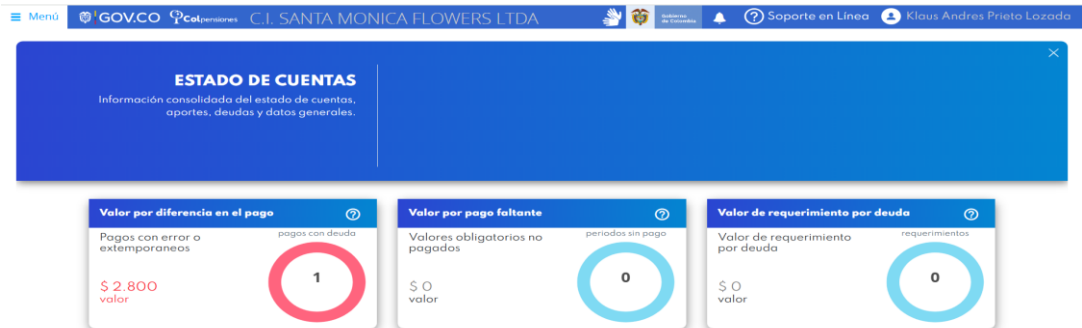 Menú GOV.CO Colpensiones C.I. SANTA MONICA FLOWERS LTDA Gobierno de Colombia Soporte en Línea Klaus Andres Prieto Lozada
ESTADO DE CUENTAS
Información consolidada del estado de cuentas,
aportes, deudas y datos generales.
Valor por diferencia en el pago
pagos con deuda
Pagos con error o
extemporaneos
1
$ 2.800
valor
Valor por pago faltante
periodos sin pago
Valores obligatorios no
pagados
0
$ 0
valor
Valor de requerimiento por deuda
requerimientos
Valor de requerimiento
por deuda
0
$ 0
valor